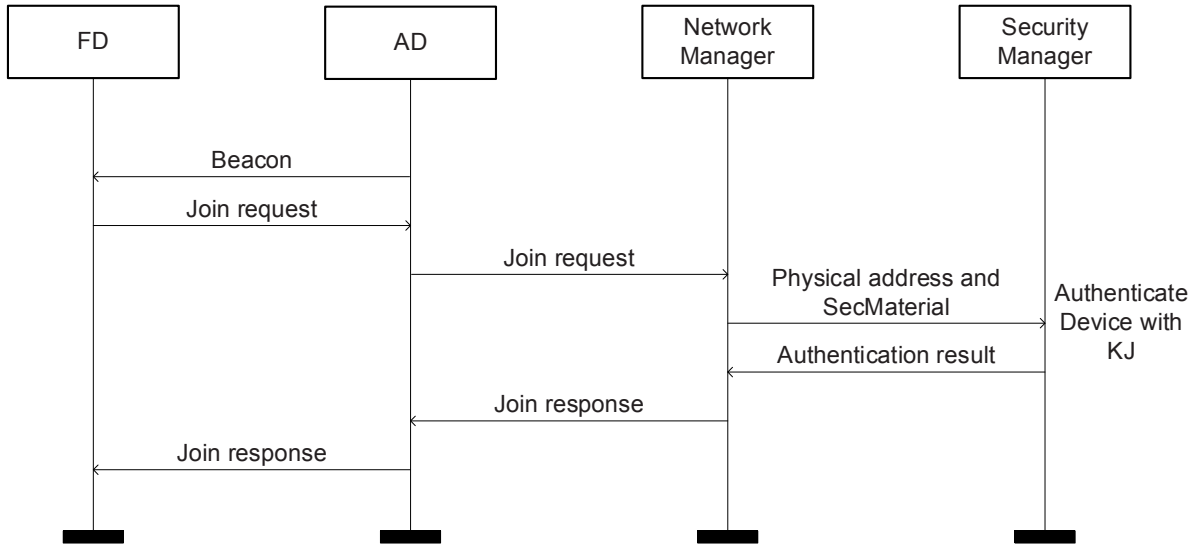 FD
AD
Network
Manager
Security
Manager
Beacon
Join request
Join request
Physical address and
SecMaterial
Authenticate
Device with
KJ
Authentication result
Join response
Join response